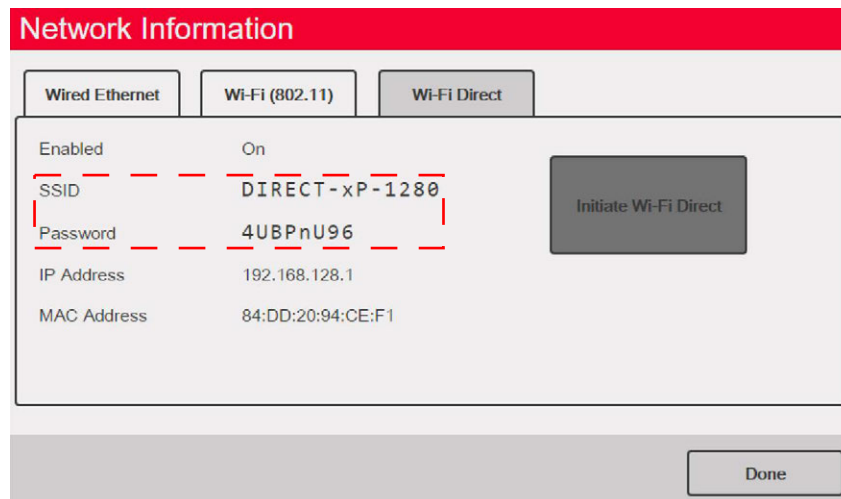 Network Information
Wired Ethernet
Wi-Fi (802.11)
Wi-Fi Direct
Enabled On
SSID DIRECT-xP-1280
Password 4UBPnU96
Initiate Wi-Fi Direct
IP Address 192.168.128.1
MAC Address 84:DD:20:94:CE:F1
Done